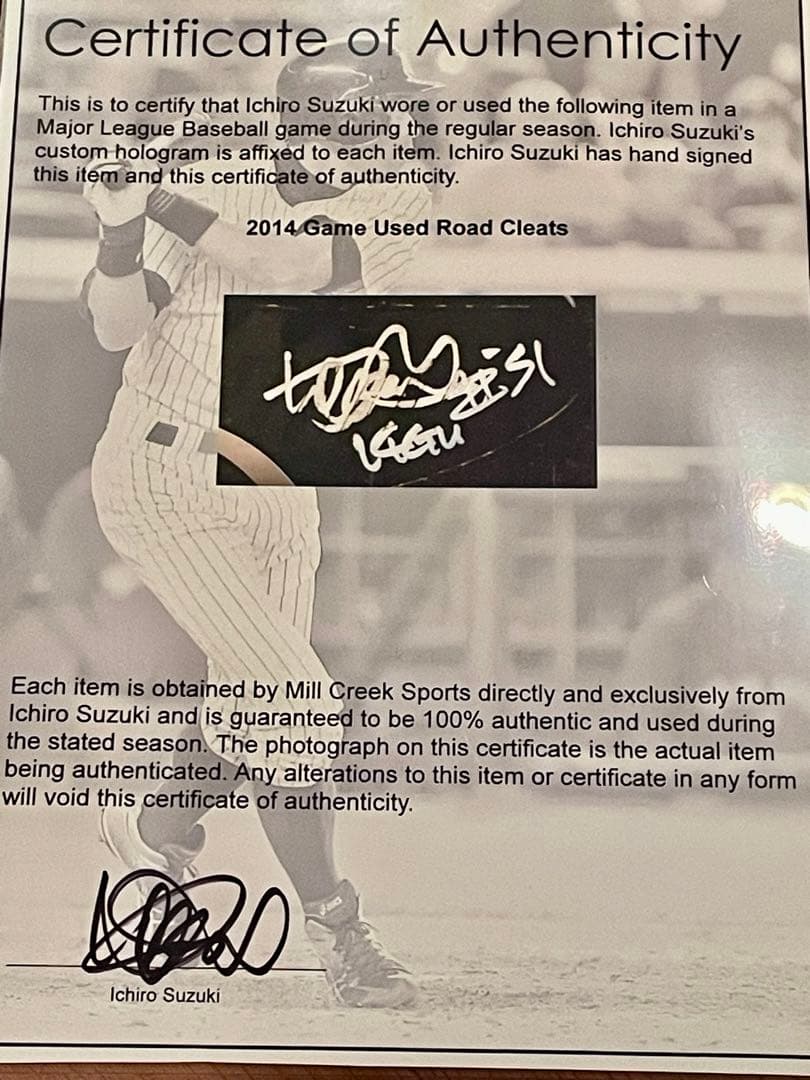 Certificate of Authenticity
This is to certify that Ichiro Suzuki wore or used the following item in a
Major League Baseball game during the regular season. Ichiro Suzuki's
custom hologram is affixed to each item. Ichiro Suzuki has hand signed
this item and this certificate of authenticity.
2014 Game Used Road Cleats
51
Each item is obtained by Mill Creek Sports directly and exclusively from
Ichiro Suzuki and is guaranteed to be 100% authentic and used during
the stated season. The photograph on this certificate is the actual item
being authenticated. Any alterations to this item or certificate in any form
will void this certificate of authenticity.
Ichiro Suzuki